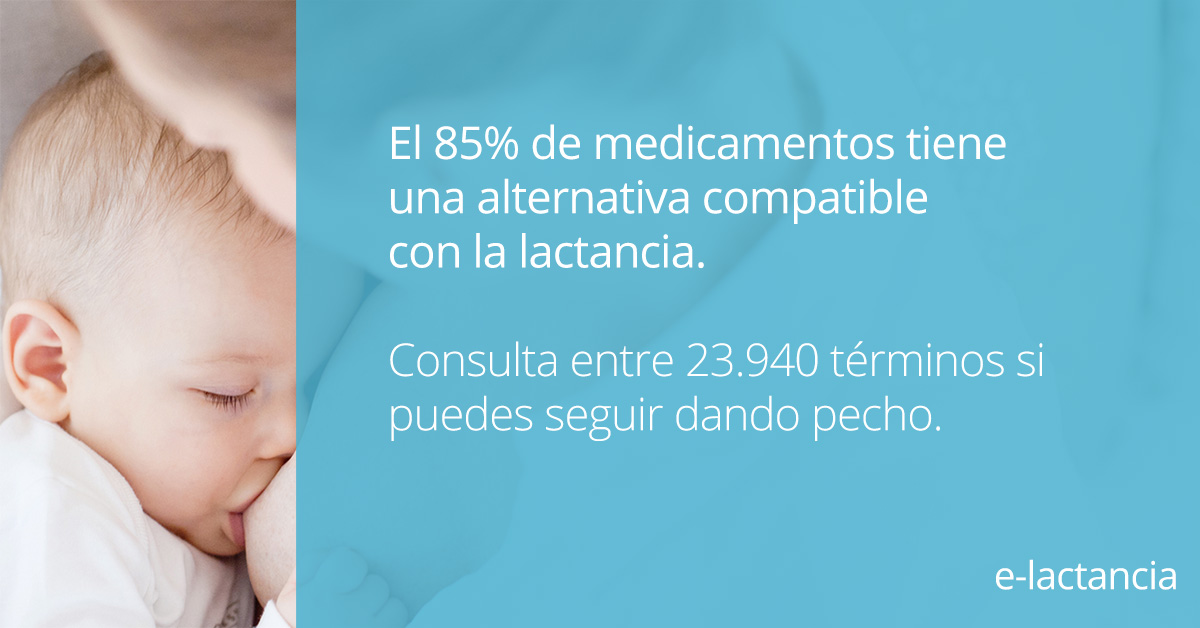 El 85% de medicamentos tiene
una alternativa compatible
con la lactancia.
Consulta entre 23.940 términos si
puedes seguir dando pecho.
e-lactancia